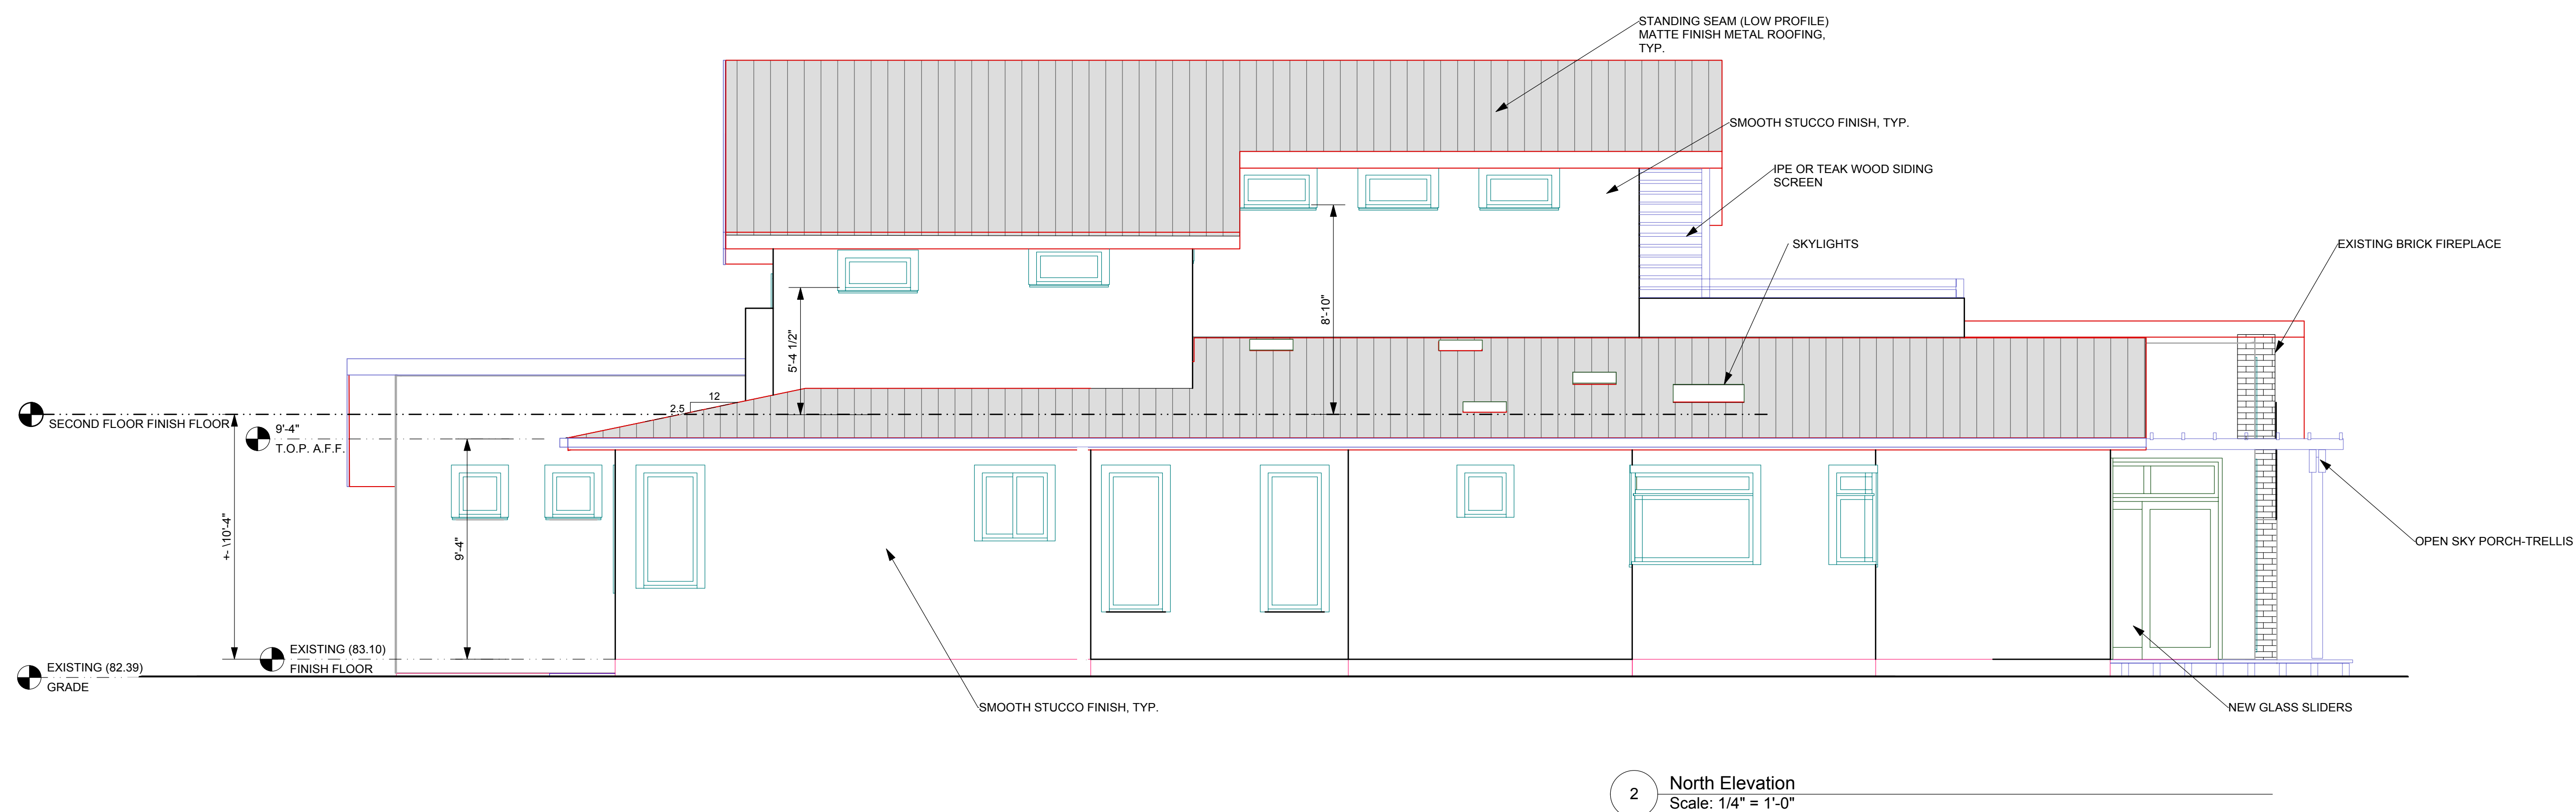 STANDING SEAM (LOW PROFILE)
MATTE FINISH METAL ROOFING,
TYP.
SMOOTH STUCCO FINISH, TYP.
IPE OR TEAK WOOD SIDING
SCREEN
SKYLIGHTS
EXISTING BRICK FIREPLACE
8'-10"
5'-4 1/2"
12
2.5
SECOND FLOOR FINISH FLOOR
9'-4"
T.O.P. A.F.F.
+- \10'-4"
9'-4"
OPEN SKY PORCH-TRELLIS
EXISTING (83.10)
FINISH FLOOR
EXISTING (82.39)
GRADE
SMOOTH STUCCO FINISH, TYP.
NEW GLASS SLIDERS
2
North Elevation
Scale: 1/4" = 1'-0"